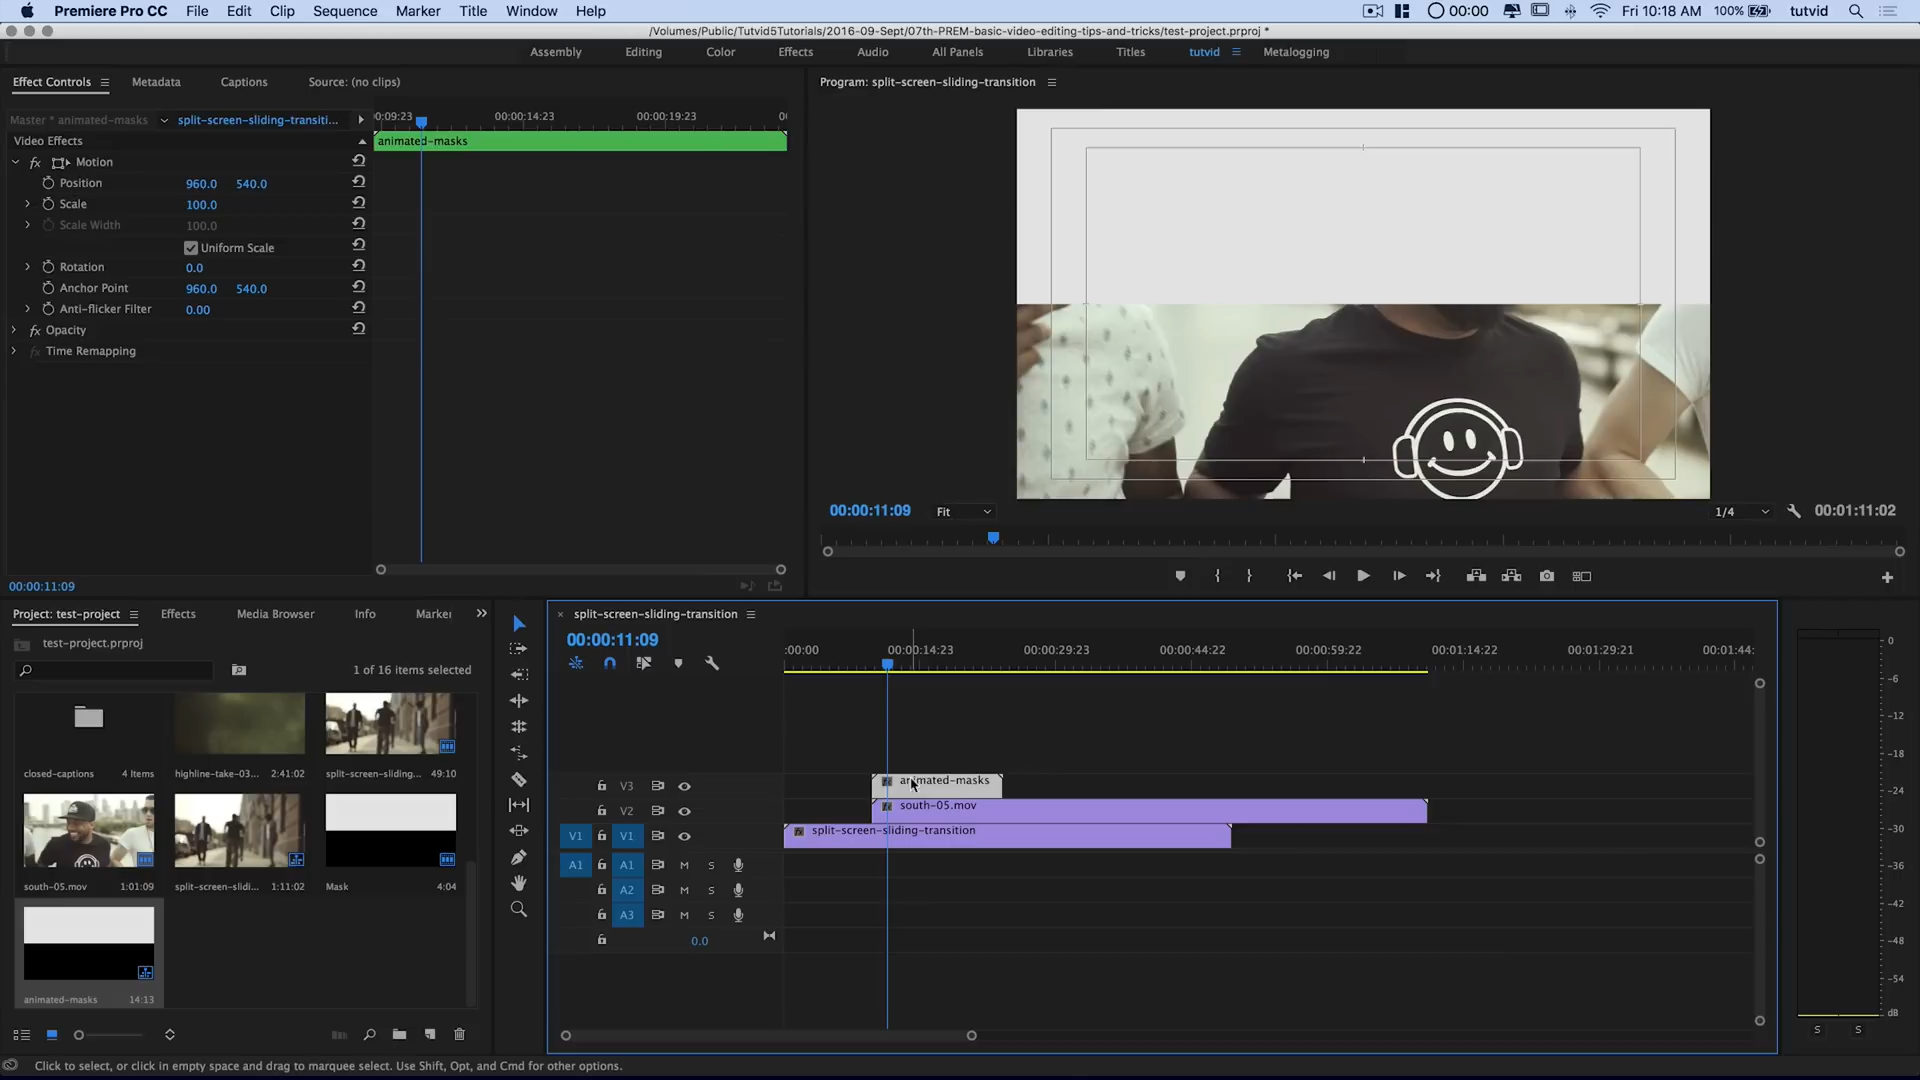 Premiere Pro CC File Edit Clip Sequence Marker Title Window Help 00:00 Fri 10:18 AM 100% tutvid
/Volumes/Public/Tutvid5Tutorials/2016-09-Sept/07th-PREM-basic-video-editing-tips-and-tricks/test-project.prproj *
Assembly Editing Color Effects Audio All Panels Libraries Titles tutvid Metalogging
Effect Controls Metadata Captions Source: (no clips)
Program: split-screen-sliding-transition
Master * animated-masks split-screen-sliding-transiti...
00:00:14:23 00:00:19:23
Video Effects
animated-masks
fx Motion
Position 960.0 540.0
Scale 100.0
Scale Width 100.0
Uniform Scale
Rotation 0.0
Anchor Point 960.0 540.0
Anti-flicker Filter 0.00
fx Opacity
fx Time Remapping
00:00:11:09 Fit 1/4 00:01:11:02
00:00:11:09
Project: test-project Effects Media Browser Info Marker
test-project.prproj
1 of 16 items selected
closed-captions 4 Items
highline-take-03... 2:41:02
split-screen-sliding... 49:10
south-05.mov 1:01:09
split-screen-slidi... 1:11:02
Mask 4:04
animated-masks 14:13
split-screen-sliding-transition
00:00:11:09
:00:00 00:00:14:23 00:00:29:23 00:00:44:22 00:00:59:22 00:01:14:22 00:01:29:21 00:01:44:
V3 animated-masks
V2 south-05.mov
V1 V1 split-screen-sliding-transition
A1 A1 M S
A2 M S
A3 M S
0.0
0
-6
-12
-18
-24
-30
-36
-42
-48
-54
dB
S S
Click to select, or click in empty space and drag to marquee select. Use Shift, Opt, and Cmd for other options.